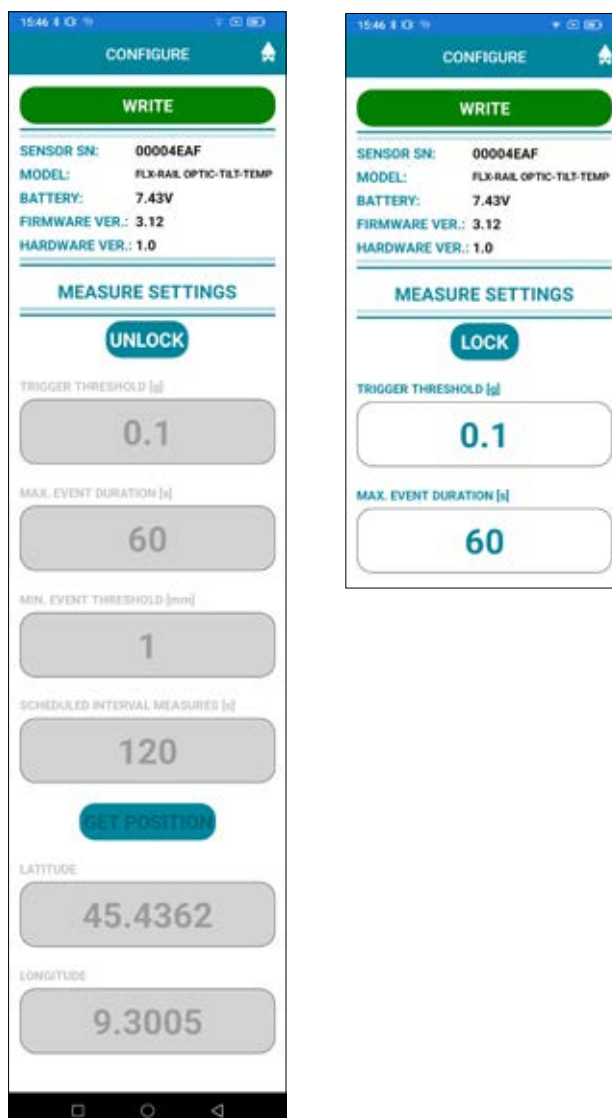 15:46
CONFIGURE
WRITE
SENSOR SN: 00004EAF
MODEL: FLX-RAIL OPTIC-TILT-TEMP
BATTERY: 7.43V
FIRMWARE VER.: 3.12
HARDWARE VER.: 1.0
MEASURE SETTINGS
UNLOCK
TRIGGER THRESHOLD [g]
0.1
MAX. EVENT DURATION [s]
60
MIN. EVENT THRESHOLD [mm]
1
SCHEDULED INTERVAL MEASURES [s]
120
GET POSITION
LATITUDE
45.4362
LONGITUDE
9.3005
15:46
CONFIGURE
WRITE
SENSOR SN: 00004EAF
MODEL: FLX-RAIL OPTIC-TILT-TEMP
BATTERY: 7.43V
FIRMWARE VER.: 3.12
HARDWARE VER.: 1.0
MEASURE SETTINGS
LOCK
TRIGGER THRESHOLD [g]
0.1
MAX. EVENT DURATION [s]
60